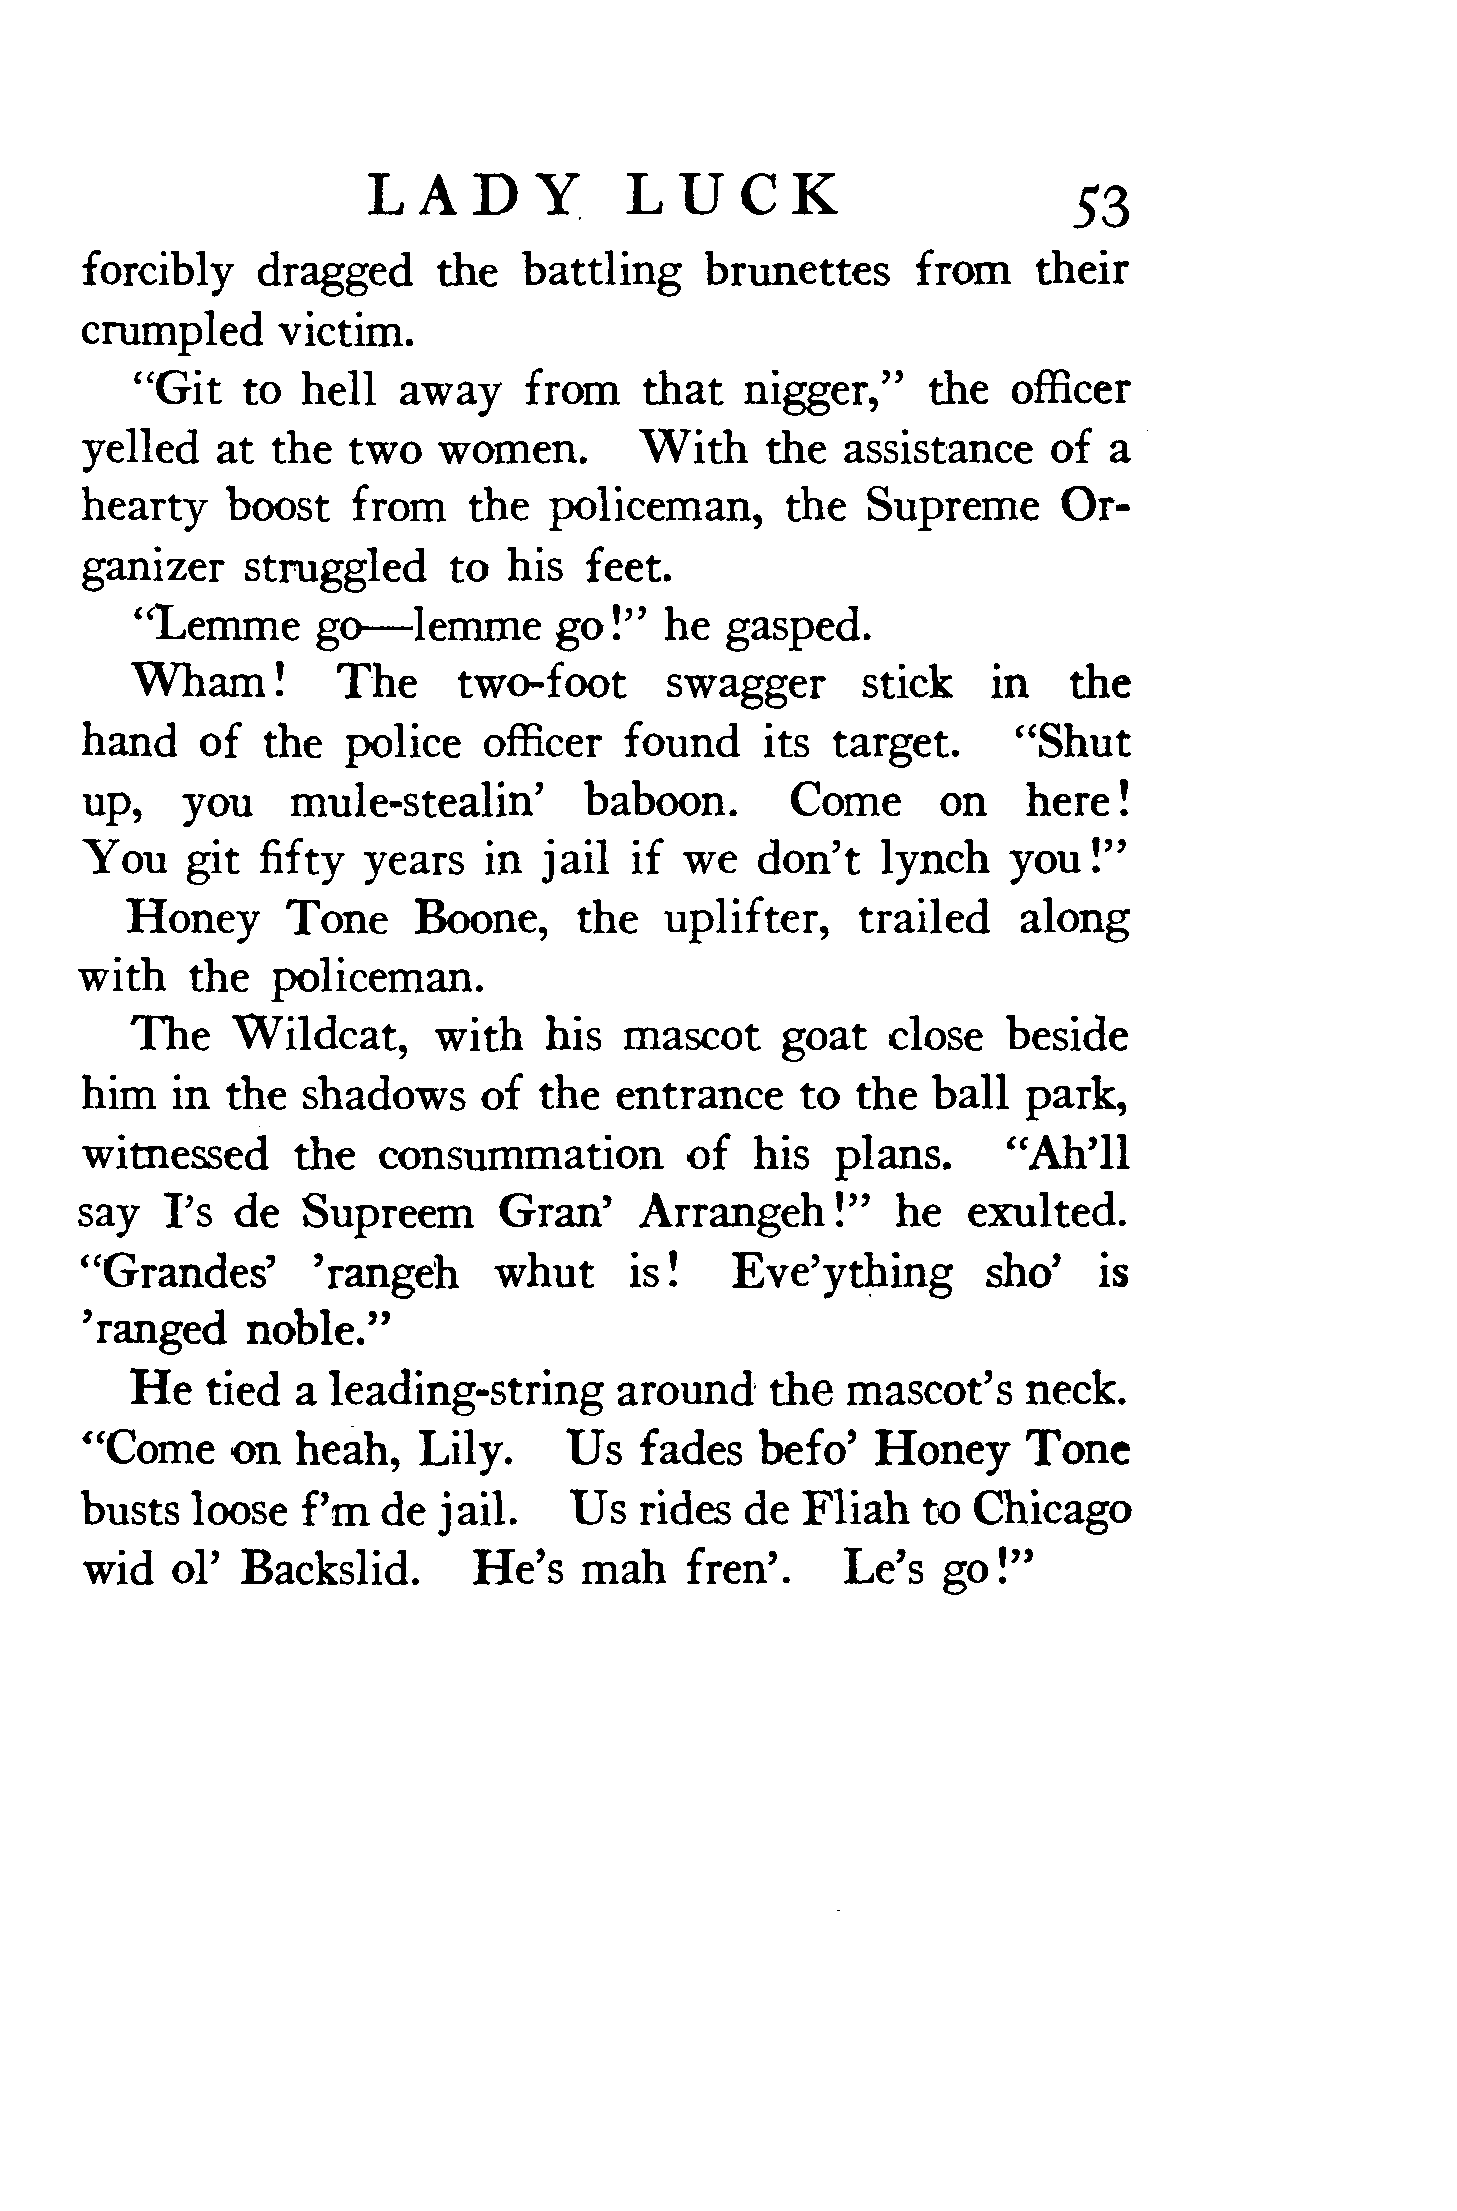 LADY LUCK 53
forcibly dragged the battling brunettes from their
crumpled victim.
“Git to hell away from that nigger,” the officer
yelled at the two women. With the assistance of a
hearty boost from the policeman, the Supreme Or-
ganizer struggled to his feet.
“Lemme go—lemme go!” he gasped.
Wham! The two-foot swagger stick in the
hand of the police officer found its target. “Shut
up, you mule-stealin’ baboon. Come on here!
You git fifty years in jail if we don’t lynch you!”
Honey Tone Boone, the uplifter, trailed along
with the policeman.
The Wildcat, with his mascot goat close beside
him in the shadows of the entrance to the ball park,
witnessed the consummation of his plans. “Ah’ll
say I’s de Supreem Gran’ Arrangeh!” he exulted.
“Grandes’ ’rangeh whut is! Eve’ything sho’ is
’ranged noble.”
He tied a leading-string around the mascot’s neck.
“Come on heah, Lily. Us fades befo’ Honey Tone
busts loose f’m de jail. Us rides de Fliah to Chicago
wid ol’ Backslid. He’s mah fren’. Le’s go!”